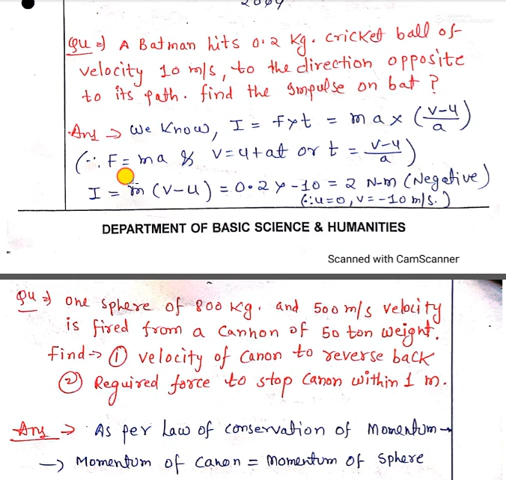 Qu ⇒ A Batman hits 0.2 Kg. cricket ball of
velocity 10 m/s, to the direction opposite
to its path. find the Impulse on bat ?
Ans → We Know, I = f×t = ma × (v-u/a)
(∵ F = ma & v = u+at or t = v-u/a)
I = m (v-u) = 0.2 × -10 = 2 N-m (Negative)
(∵ u=0, v= -10 m/s.)
DEPARTMENT OF BASIC SCIENCE & HUMANITIES
Scanned with CamScanner
Qu ⇒ One sphere of 800 Kg. and 500 m/s velocity
is fired from a Cannon of 50 ton weight.
Find → ① velocity of Canon to reverse back
② Required force to stop Canon within 1 m.
Ans → As per Law of conservation of Momentum →
→ Momentum of Canon = Momentum of Sphere